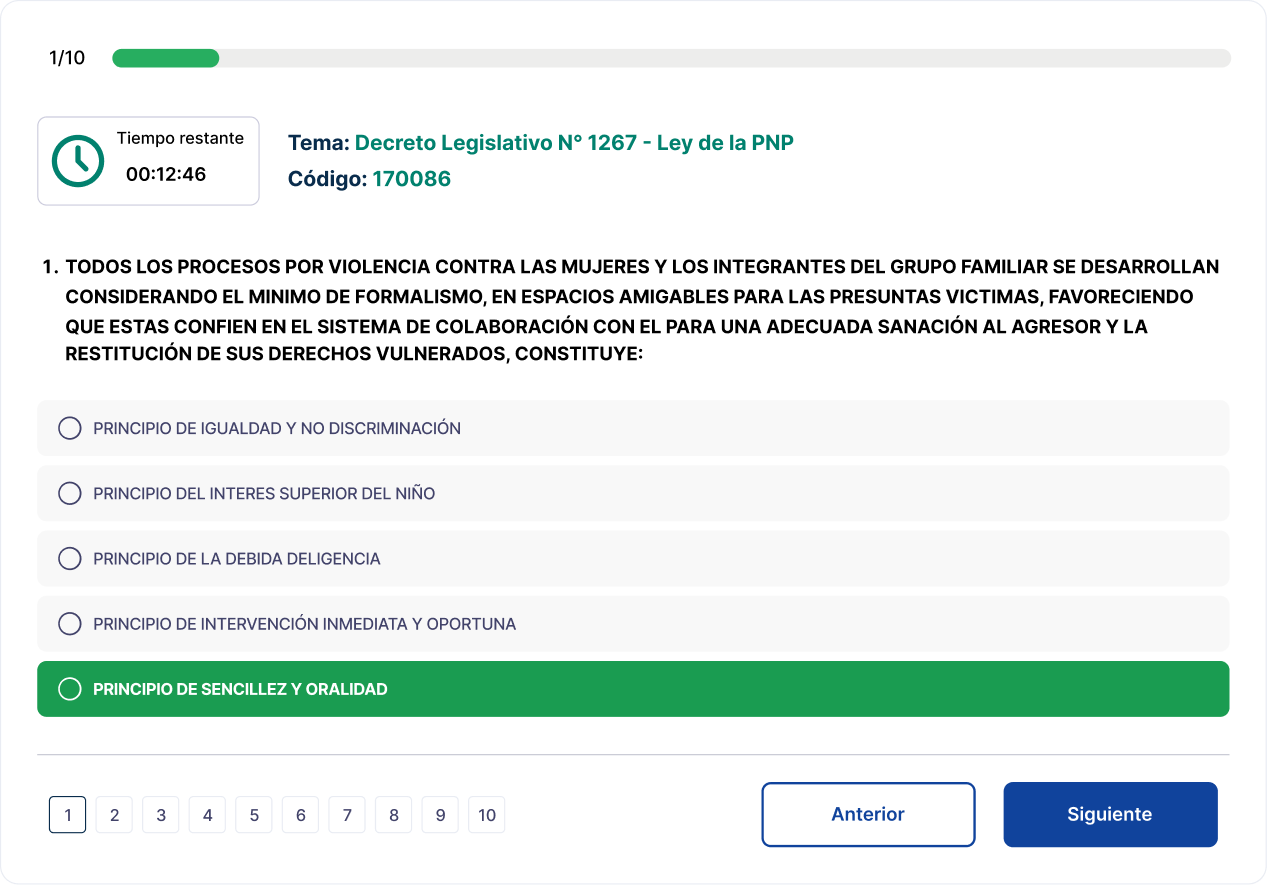 1/10
Tiempo restante
00:12:46
Tema: Decreto Legislativo N° 1267 - Ley de la PNP
Código: 170086
1. TODOS LOS PROCESOS POR VIOLENCIA CONTRA LAS MUJERES Y LOS INTEGRANTES DEL GRUPO FAMILIAR SE DESARROLLAN
CONSIDERANDO EL MINIMO DE FORMALISMO, EN ESPACIOS AMIGABLES PARA LAS PRESUNTAS VICTIMAS, FAVORECIENDO
QUE ESTAS CONFIEN EN EL SISTEMA DE COLABORACIÓN CON EL PARA UNA ADECUADA SANACIÓN AL AGRESOR Y LA
RESTITUCIÓN DE SUS DERECHOS VULNERADOS, CONSTITUYE:
PRINCIPIO DE IGUALDAD Y NO DISCRIMINACIÓN
PRINCIPIO DEL INTERES SUPERIOR DEL NIÑO
PRINCIPIO DE LA DEBIDA DELIGENCIA
PRINCIPIO DE INTERVENCIÓN INMEDIATA Y OPORTUNA
PRINCIPIO DE SENCILLEZ Y ORALIDAD
1 2 3 4 5 6 7 8 9 10
Anterior
Siguiente